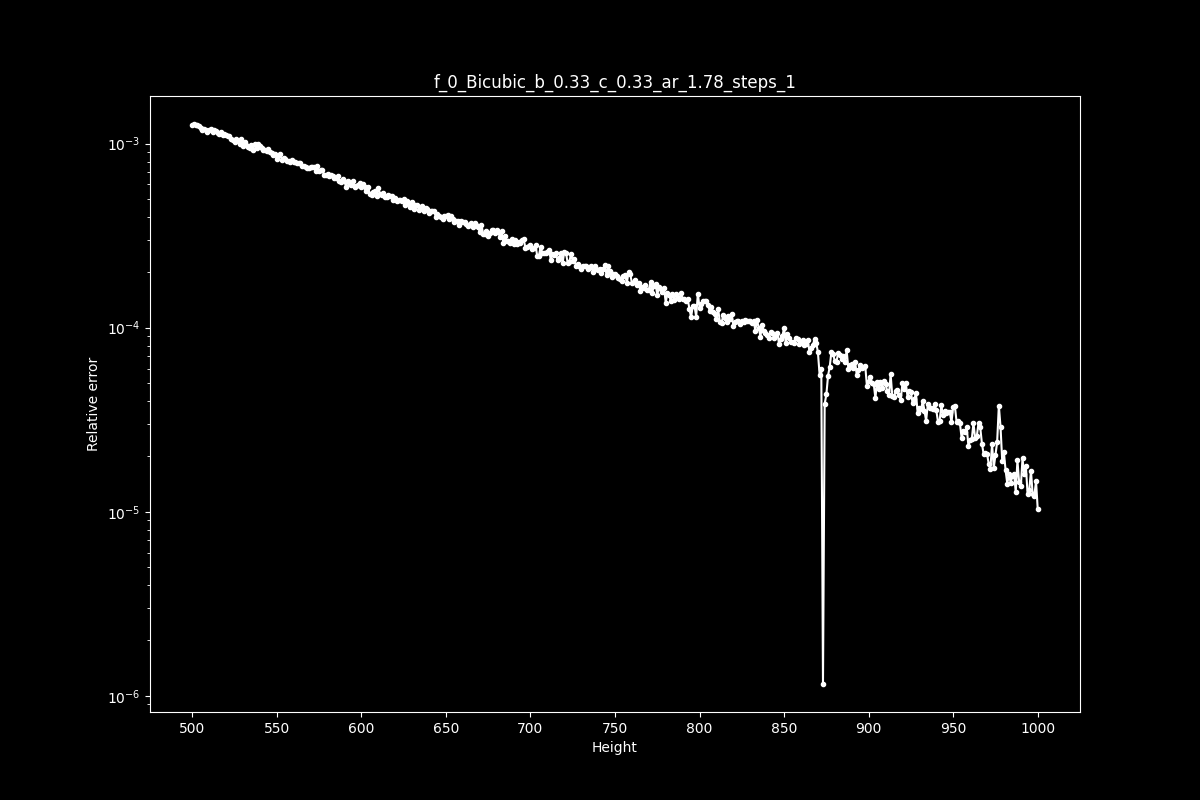 f_0_Bicubic_b_0.33_c_0.33_ar_1.78_steps_1
10⁻³
10⁻⁴
10⁻⁵
10⁻⁶
Relative error
500 550 600 650 700 750 800 850 900 950 1000
Height